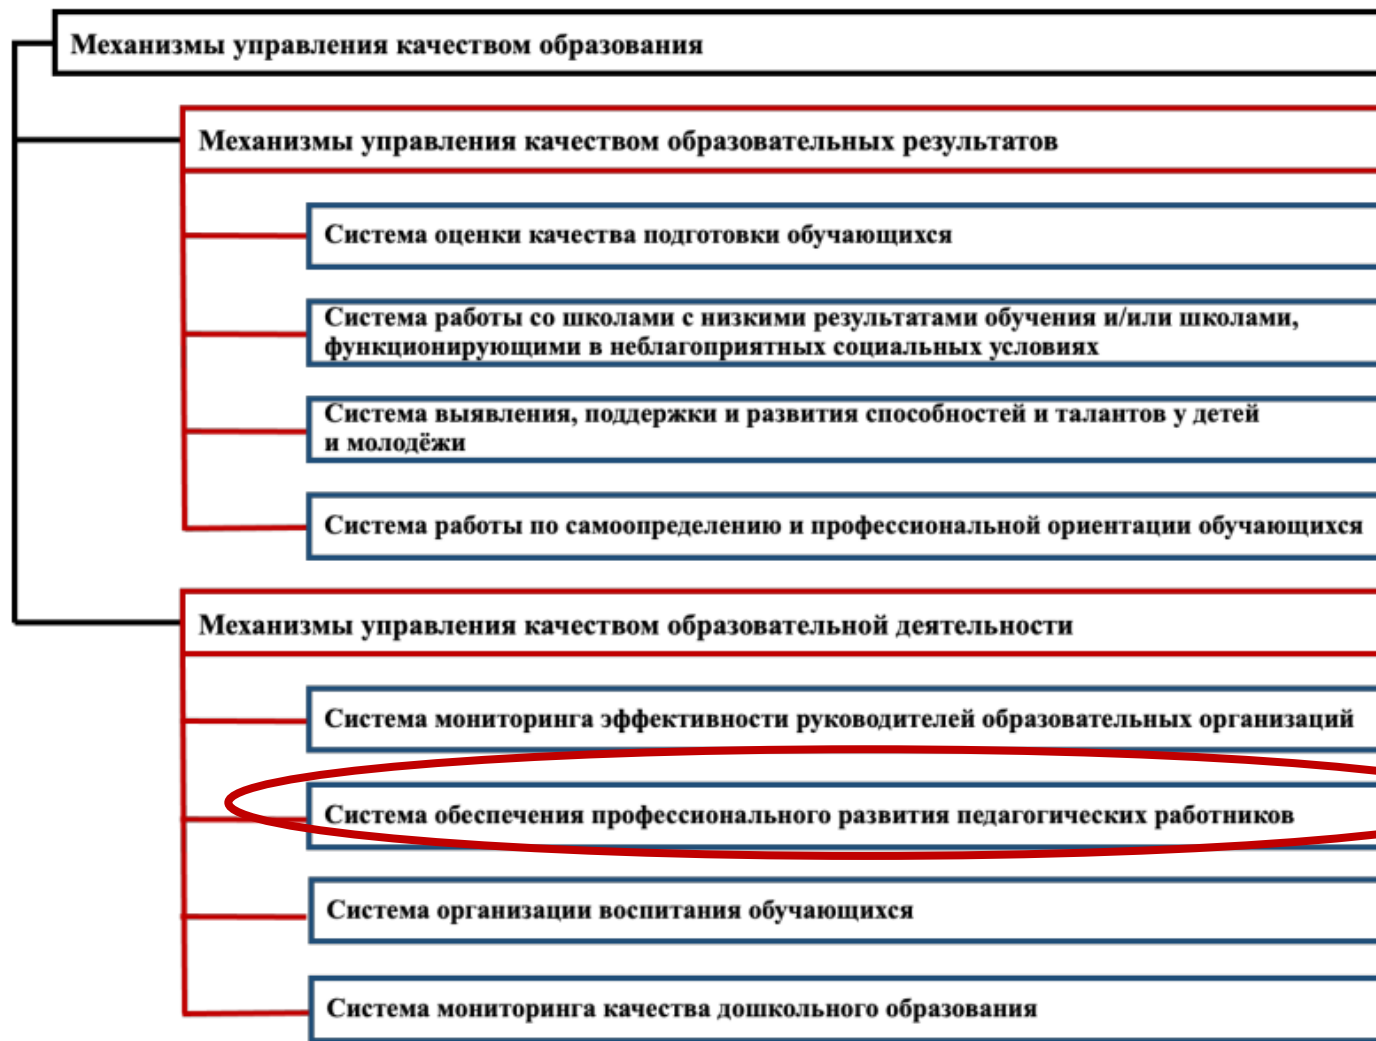 Механизмы управления качеством образования
Механизмы управления качеством образовательных результатов
Система оценки качества подготовки обучающихся
Система работы со школами с низкими результатами обучения и/или школами,
функционирующими в неблагоприятных социальных условиях
Система выявления, поддержки и развития способностей и талантов у детей
и молодёжи
Система работы по самоопределению и профессиональной ориентации обучающихся
Механизмы управления качеством образовательной деятельности
Система мониторинга эффективности руководителей образовательных организаций
Система обеспечения профессионального развития педагогических работников
Система организации воспитания обучающихся
Система мониторинга качества дошкольного образования